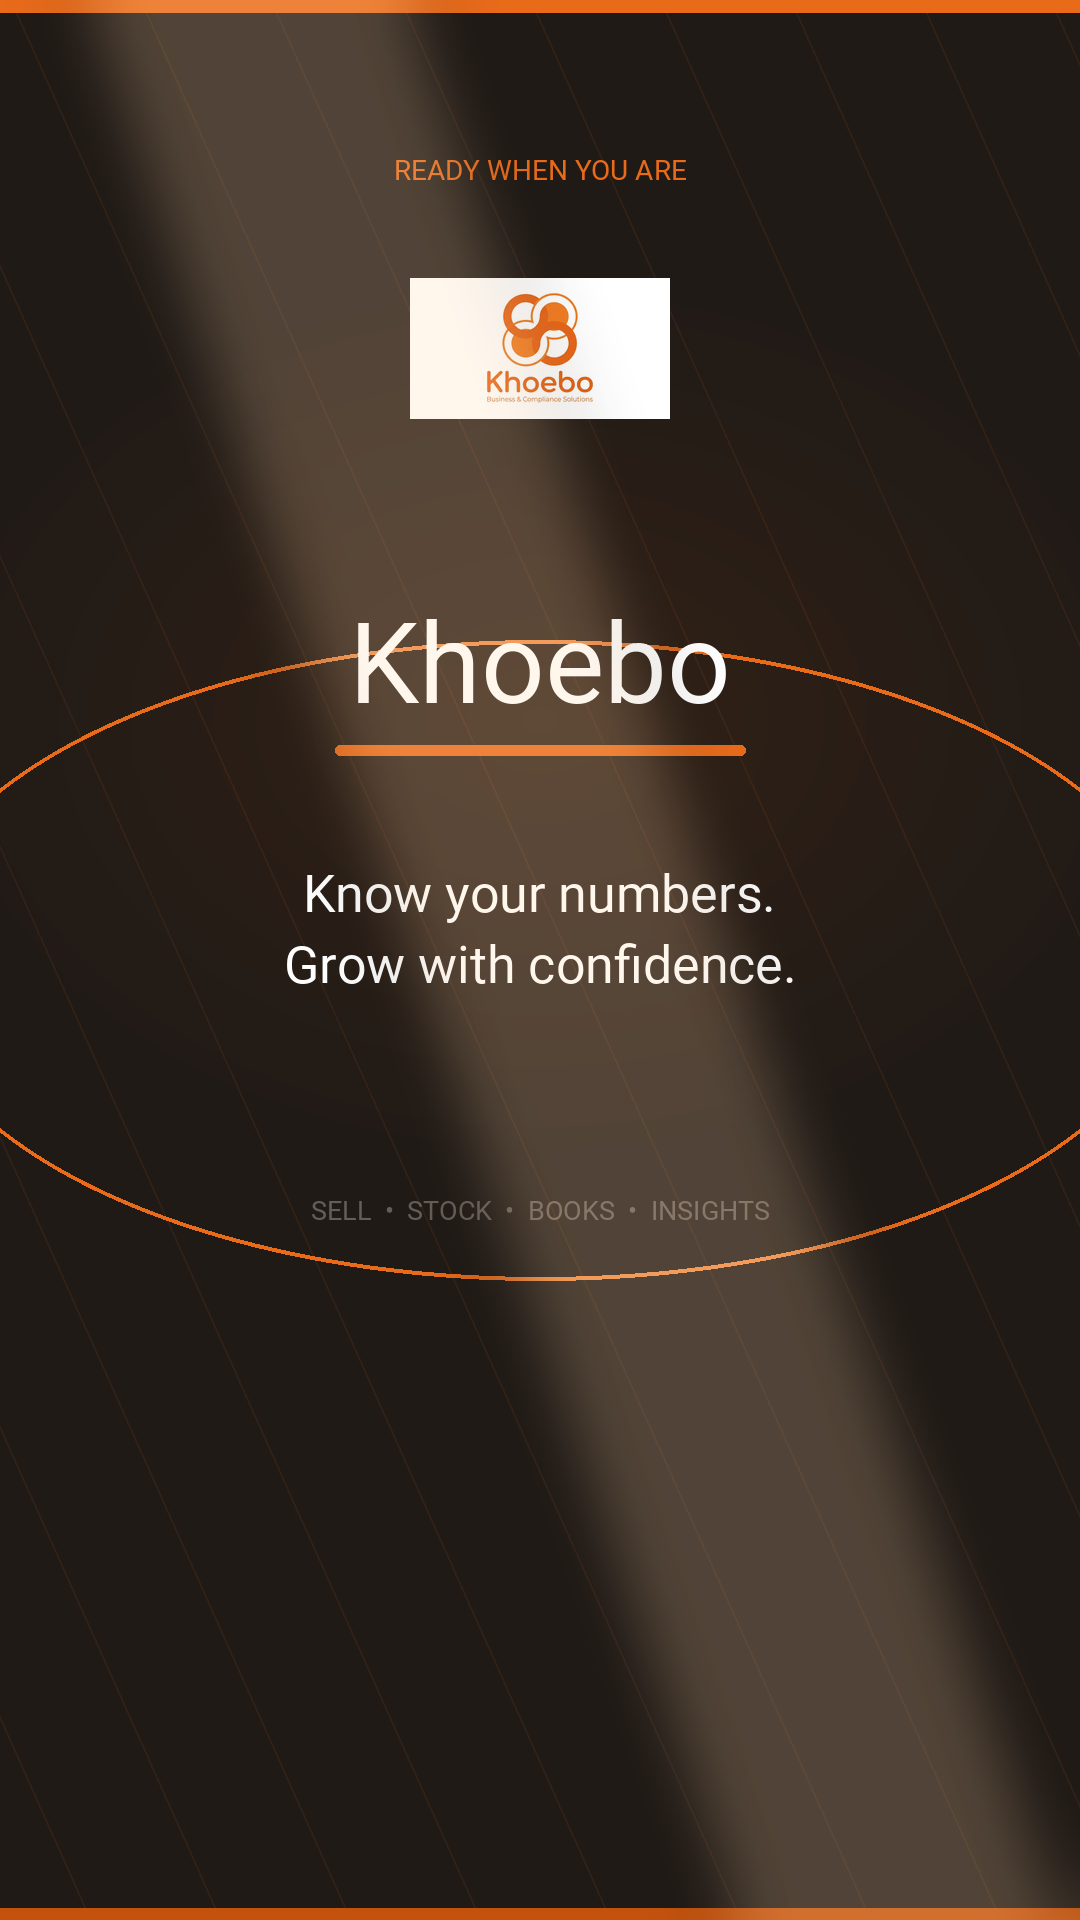 READY WHEN YOU ARE
Khoebo
Business & Compliance Solutions
Khoebo
Know your numbers.
Grow with confidence.
SELL • STOCK • BOOKS • INSIGHTS